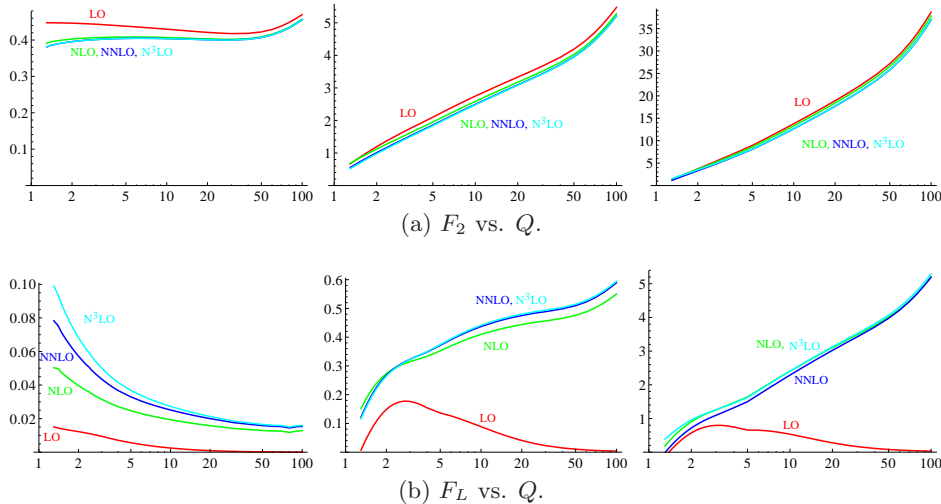 LO
0.4
0.3
0.2
0.1
NLO, NNLO, N³LO
1 2 5 10 20 50 100
5
4
3
2
1
LO
NLO, NNLO, N³LO
1 2 5 10 20 50 100
35
30
25
20
15
10
5
LO
NLO, NNLO, N³LO
1 2 5 10 20 50 100
(a) F₂ vs. Q.
0.10
0.08
0.06
0.04
0.02
N³LO
NNLO
NLO
LO
1 2 5 10 20 50 100
0.6
0.5
0.4
0.3
0.2
0.1
NNLO, N³LO
NLO
LO
1 2 5 10 20 50 100
5
4
3
2
1
NLO, N³LO
NNLO
LO
1 2 5 10 20 50 100
(b) F_L vs. Q.